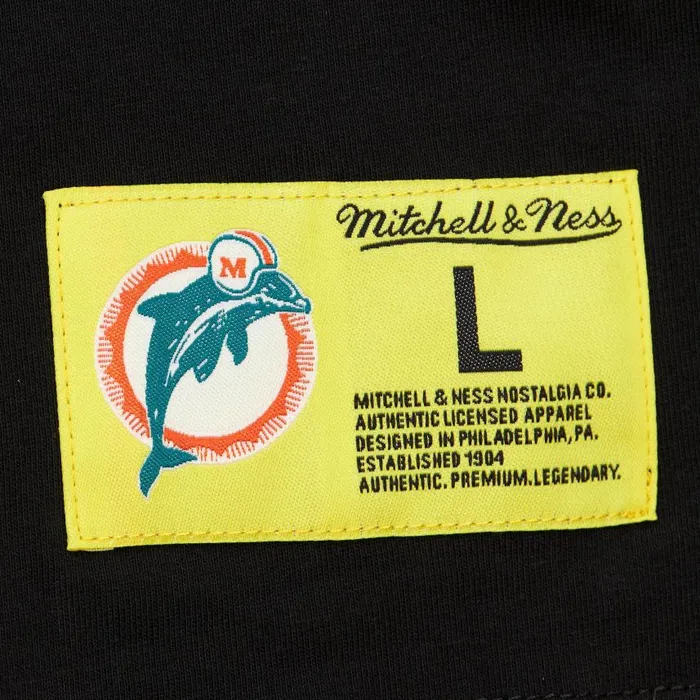 Mitchell & Ness
M
L
MITCHELL & NESS NOSTALGIA CO.
AUTHENTIC LICENSED APPAREL
DESIGNED IN PHILADELPHIA, PA.
ESTABLISHED 1904
AUTHENTIC. PREMIUM. LEGENDARY.